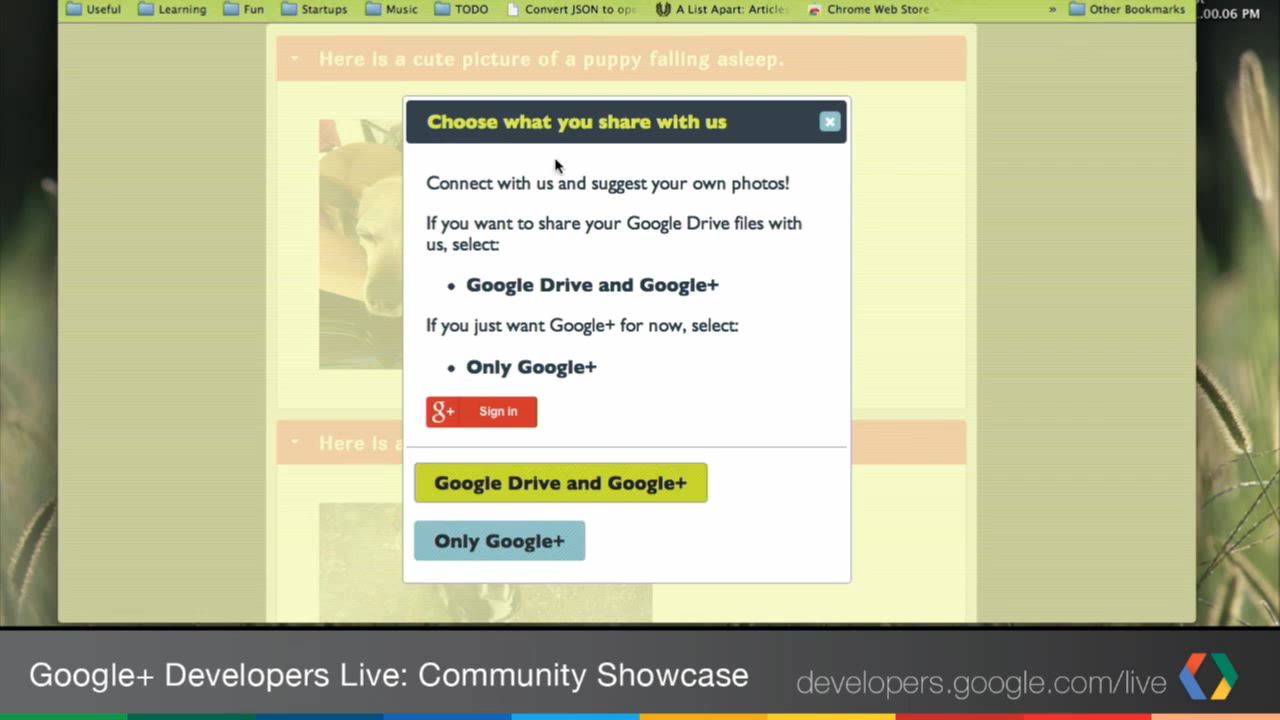 Useful Learning Fun Startups Music TODO Convert JSON to ope A List Apart: Article Chrome Web Store » Other Bookmarks
.00.06 PM
Here is a cute picture of a puppy falling asleep.
Choose what you share with us
Connect with us and suggest your own photos!
If you want to share your Google Drive files with
us, select:
• Google Drive and Google+
If you just want Google+ for now, select:
• Only Google+
g+ Sign in
Here is a
Google Drive and Google+
Only Google+
Google+ Developers Live: Community Showcase
developers.google.com/live